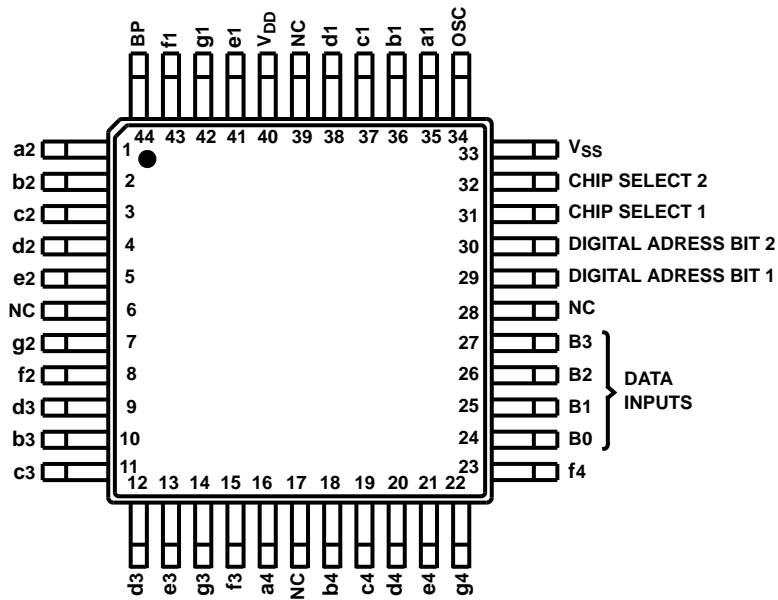 BP f1 g1 e1 VDD NC d1 c1 b1 a1 OSC
44 43 42 41 40 39 38 37 36 35 34
a2 1 33 VSS
b2 2 32 CHIP SELECT 2
c2 3 31 CHIP SELECT 1
d2 4 30 DIGITAL ADRESS BIT 2
e2 5 29 DIGITAL ADRESS BIT 1
NC 6 28 NC
g2 7 27 B3
f2 8 26 B2
d3 9 25 B1
b3 10 24 B0
DATA
INPUTS
c3 11 23 f4
12 13 14 15 16 17 18 19 20 21 22
d3 e3 g3 f3 a4 NC b4 c4 d4 e4 g4